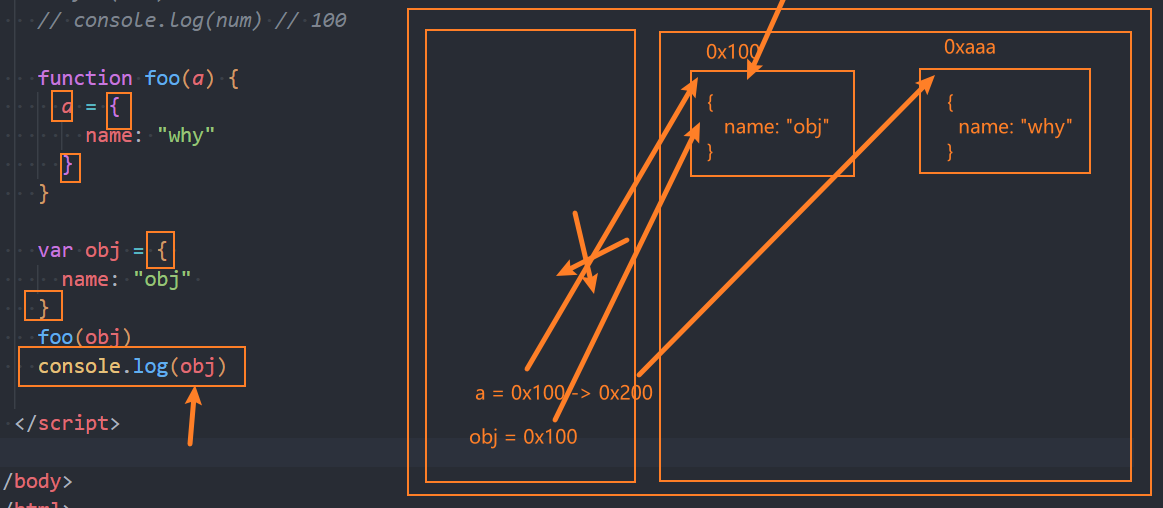 // console.log(num) // 100
function foo(a) {
a = {
name: "why"
}
}
var obj = {
name: "obj"
}
foo(obj)
console.log(obj)
</script>
/body>
0x100
{
name: "obj"
}
0xaaa
{
name: "why"
}
a = 0x100 -> 0x200
obj = 0x100